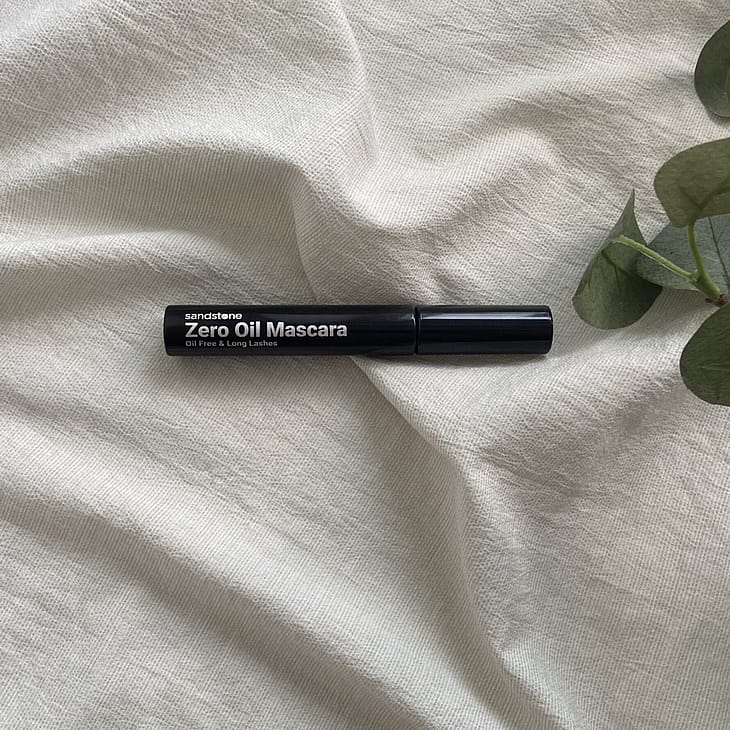 sandstone
Zero Oil Mascara
Oil Free & Long Lashes